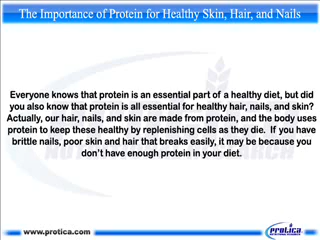 The Importance of Protein for Healthy Skin, Hair, and Nails
Everyone knows that protein is an essential part of a healthy diet, but did
you also know that protein is all essential for healthy hair, nails, and skin?
Actually, our hair, nails, and skin are made from protein, and the body uses
protein to keep these healthy by replenishing cells as they die.  If you have
brittle nails, poor skin and hair that breaks easily, it may be because you
don't have enough protein in your diet.
www.protica.com
protica